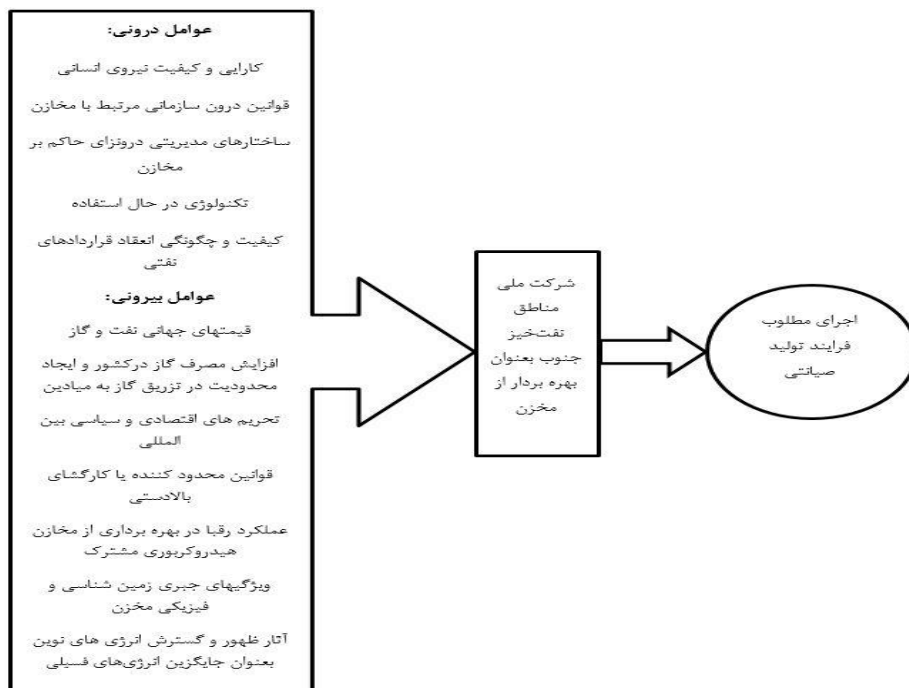 عوامل درونی:
کارایی و کیفیت نیروی انسانی
قوانین درون سازمانی مرتبط با مخازن
ساختارهای مدیریتی درونزای حاکم بر
مخازن
تکنولوژی در حال استفاده
کیفیت و چگونگی انعقاد قراردادهای
نفتی
عوامل بیرونی:
قیمتهای جهانی نفت و گاز
افزایش مصرف گاز درکشور و ایجاد
محدودیت در تزریق گاز به میادین
تحریم های اقتصادی و سیاسی بین
المللی
قوانین محدود کننده یا کارگشای
بالادستی
عملکرد رقبا در بهره برداری از مخازن
هیدروکربوری مشترک
ویژگیهای جبری زمین شناسی و
فیزیکی مخزن
آثار ظهور و گسترش انرژی های نوین
بعنوان جایگزین انرژی‌های فسیلی
شرکت ملی
مناطق
نفت‌خیز
جنوب بعنوان
بهره بردار از
مخزن
اجرای مطلوب
فرایند تولید
صیانتی